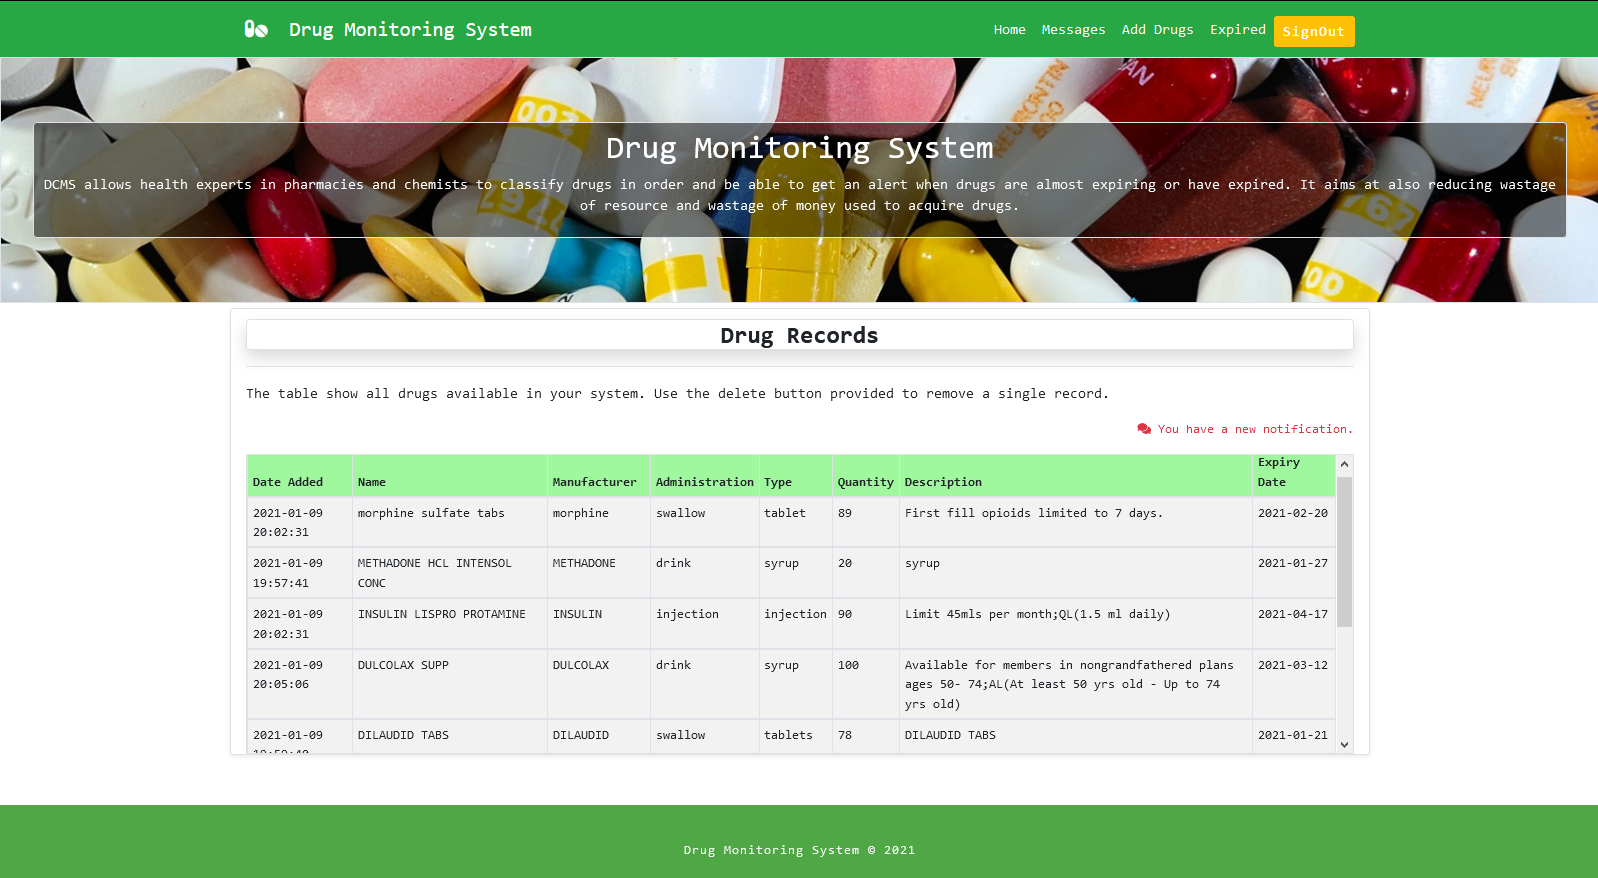 Drug Monitoring System
Home Messages Add Drugs Expired SignOut
NEURONTIN
600
Drug Monitoring System
DCMS allows health experts in pharmacies and chemists to classify drugs in order and be able to get an alert when drugs are almost expiring or have expired. It aims at also reducing wastage
of resource and wastage of money used to acquire drugs.
Drug Records
The table show all drugs available in your system. Use the delete button provided to remove a single record.
You have a new notification.
Date Added Name Manufacturer Administration Type Quantity Description Expiry Date
2021-01-09 20:02:31 morphine sulfate tabs morphine swallow tablet 89 First fill opioids limited to 7 days. 2021-02-20
2021-01-09 19:57:41 METHADONE HCL INTENSOL CONC METHADONE drink syrup 20 syrup 2021-01-27
2021-01-09 20:02:31 INSULIN LISPRO PROTAMINE INSULIN injection injection 90 Limit 45mls per month;QL(1.5 ml daily) 2021-04-17
2021-01-09 20:05:06 DULCOLAX SUPP DULCOLAX drink syrup 100 Available for members in nongrandfathered plans ages 50- 74;AL(At least 50 yrs old - Up to 74 yrs old) 2021-03-12
2021-01-09 DILAUDID TABS DILAUDID swallow tablets 78 DILAUDID TABS 2021-01-21
Drug Monitoring System © 2021